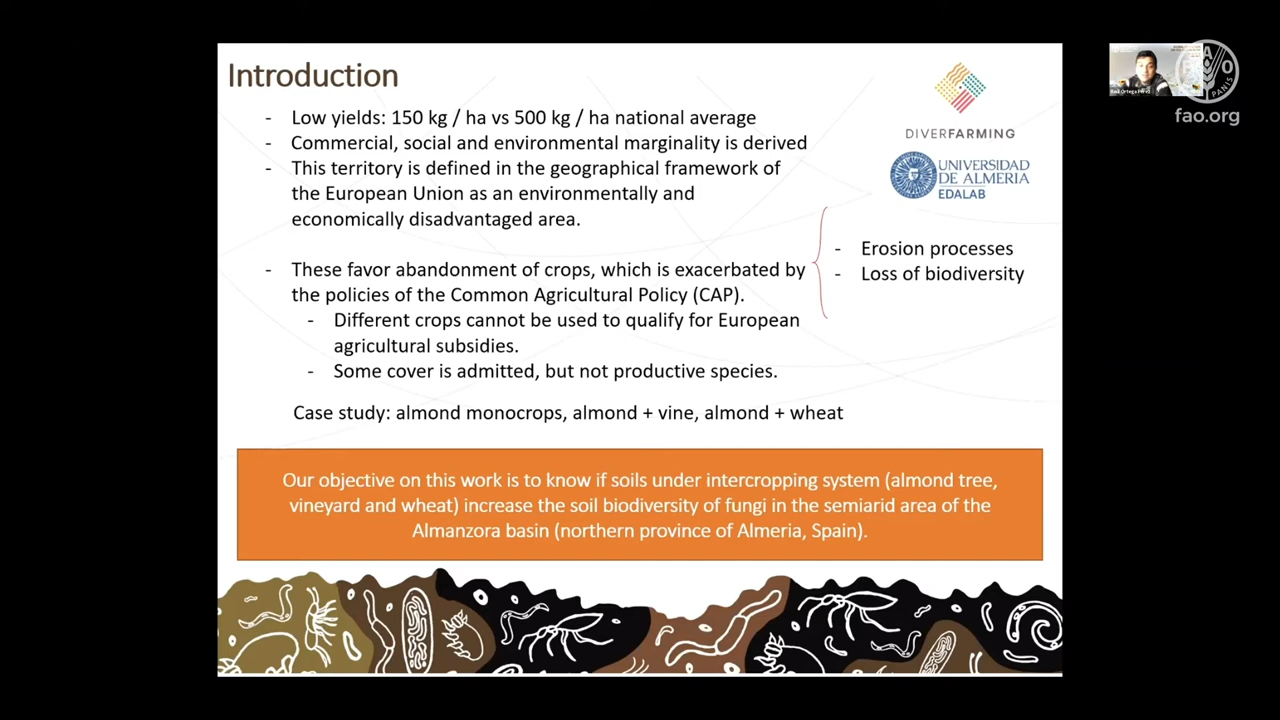 Introduction
- Low yields: 150 kg / ha vs 500 kg / ha national average
- Commercial, social and environmental marginality is derived
- This territory is defined in the geographical framework of
the European Union as an environmentally and
economically disadvantaged area.
- These favor abandonment of crops, which is exacerbated by
the policies of the Common Agricultural Policy (CAP).
- Different crops cannot be used to qualify for European
agricultural subsidies.
- Some cover is admitted, but not productive species.
- Erosion processes
- Loss of biodiversity
Case study: almond monocrops, almond + vine, almond + wheat
Our objective on this work is to know if soils under intercropping system (almond tree,
vineyard and wheat) increase the soil biodiversity of fungi in the semiarid area of the
Almanzora basin (northern province of Almeria, Spain).
DIVERFARMING
UNIVERSIDAD
DE ALMERIA
EDALAB
fao.org